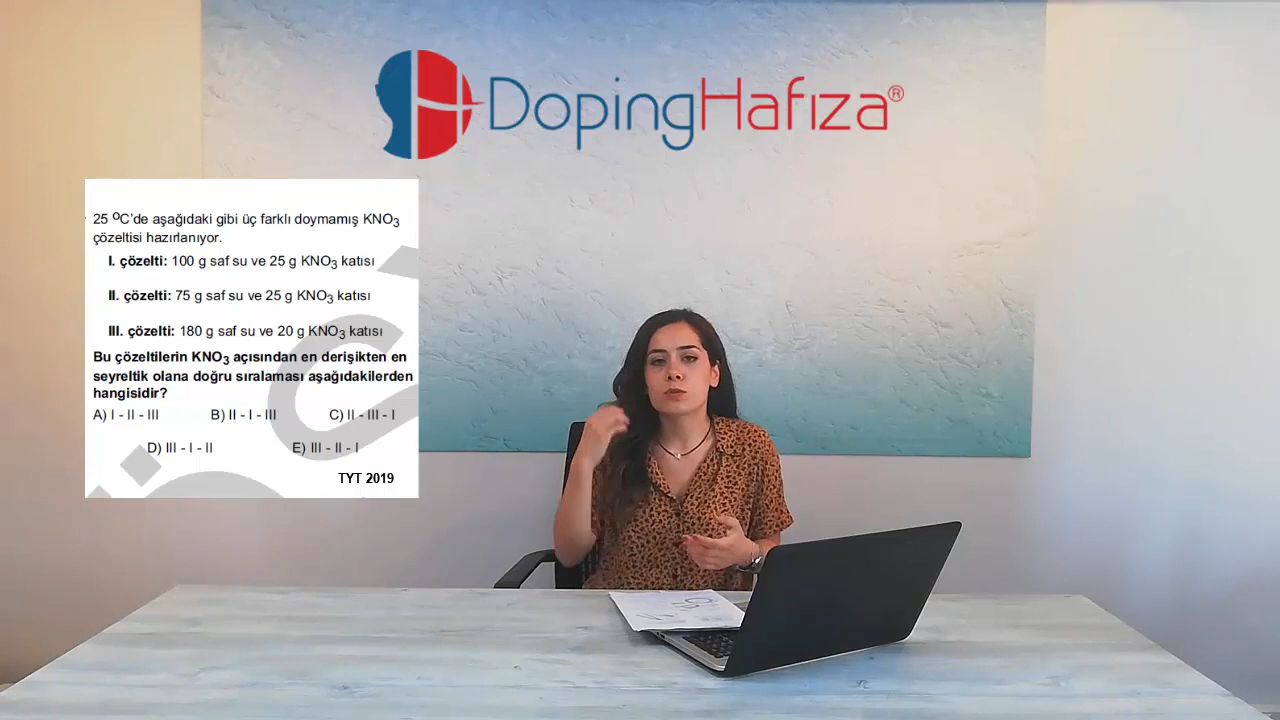 DopingHafıza®
25 ºC'de aşağıdaki gibi üç farklı doymamış KNO3
çözeltisi hazırlanıyor.
I. çözelti: 100 g saf su ve 25 g KNO3 katısı
II. çözelti: 75 g saf su ve 25 g KNO3 katısı
III. çözelti: 180 g saf su ve 20 g KNO3 katısı
Bu çözeltilerin KNO3 açısından en derişikten en
seyreltik olana doğru sıralaması aşağıdakilerden
hangisidir?
A) I - II - III B) II - I - III C) II - III - I
D) III - I - II E) III - II - I
TYT 2019